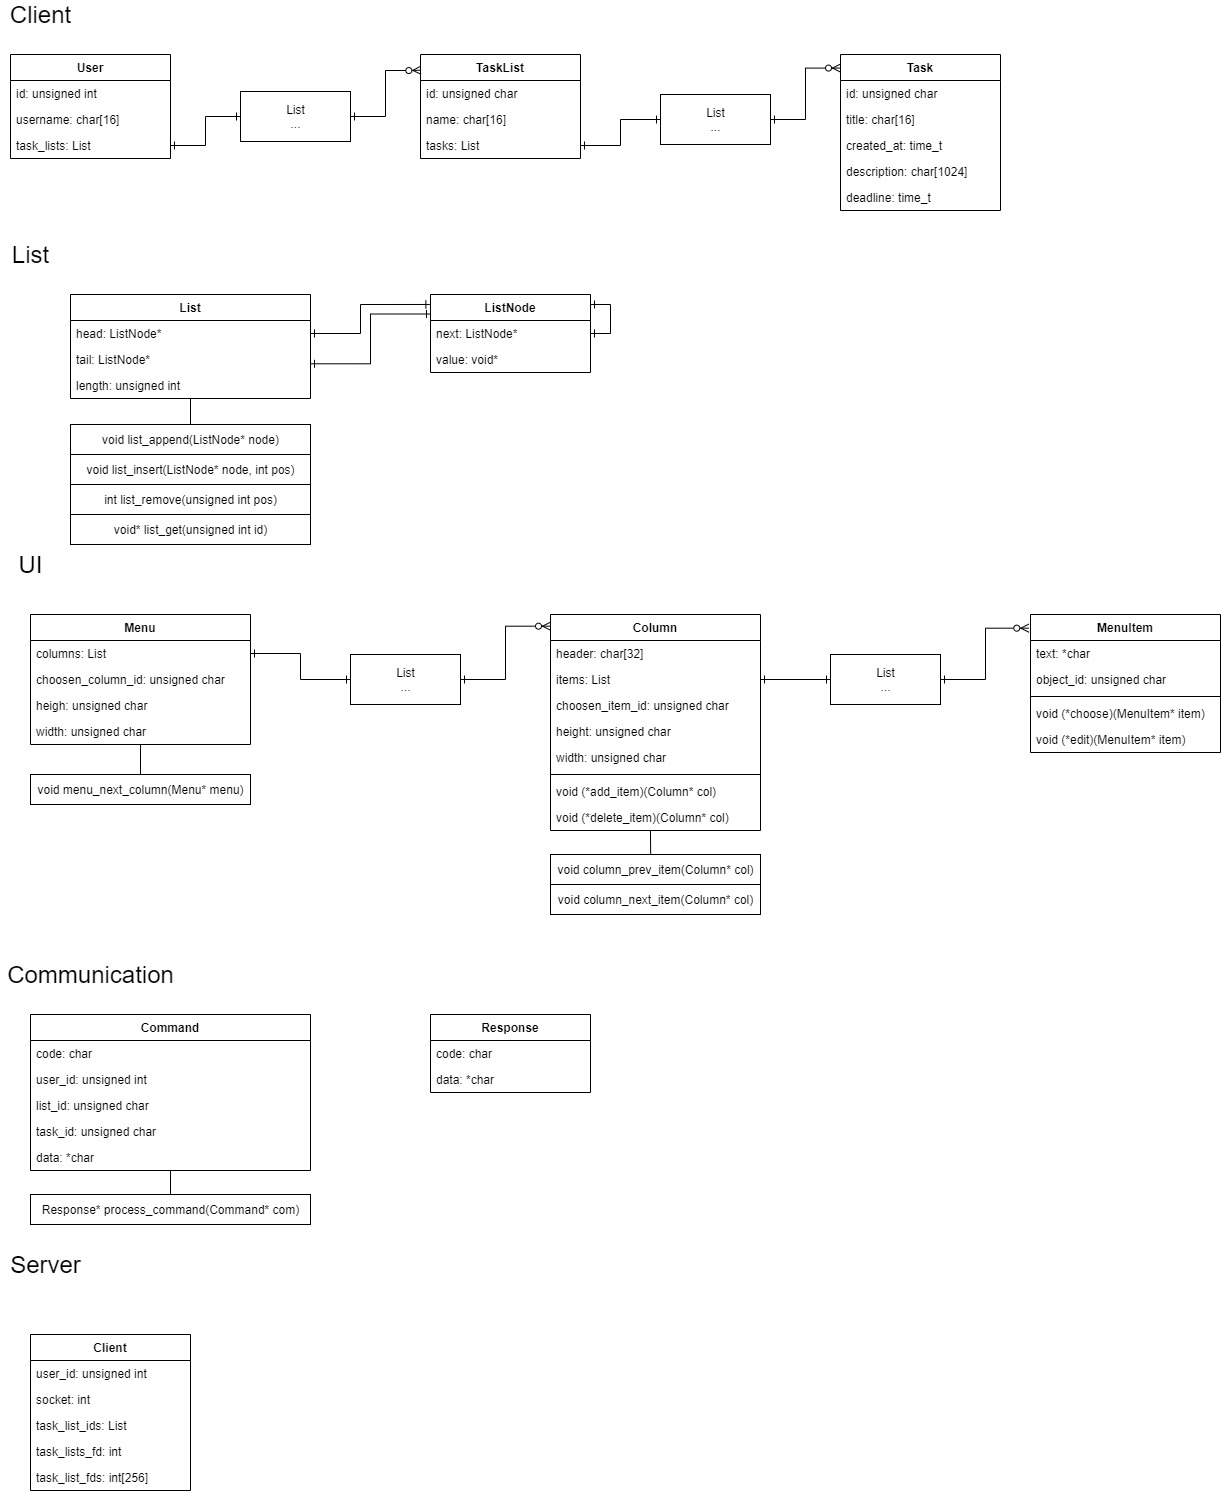 Client
User
id: unsigned int
username: char[16]
task_lists: List
List
...
TaskList
id: unsigned char
name: char[16]
tasks: List
List
...
Task
id: unsigned char
title: char[16]
created_at: time_t
description: char[1024]
deadline: time_t
List
List
head: ListNode*
tail: ListNode*
length: unsigned int
void list_append(ListNode* node)
void list_insert(ListNode* node, int pos)
int list_remove(unsigned int pos)
void* list_get(unsigned int id)
ListNode
next: ListNode*
value: void*
UI
Menu
columns: List
choosen_column_id: unsigned char
heigh: unsigned char
width: unsigned char
void menu_next_column(Menu* menu)
List
...
Column
header: char[32]
items: List
choosen_item_id: unsigned char
height: unsigned char
width: unsigned char
void (*add_item)(Column* col)
void (*delete_item)(Column* col)
void column_prev_item(Column* col)
void column_next_item(Column* col)
List
...
MenuItem
text: *char
object_id: unsigned char
void (*choose)(MenuItem* item)
void (*edit)(MenuItem* item)
Communication
Command
code: char
user_id: unsigned int
list_id: unsigned char
task_id: unsigned char
data: *char
Response* process_command(Command* com)
Response
code: char
data: *char
Server
Client
user_id: unsigned int
socket: int
task_list_ids: List
task_lists_fd: int
task_list_fds: int[256]